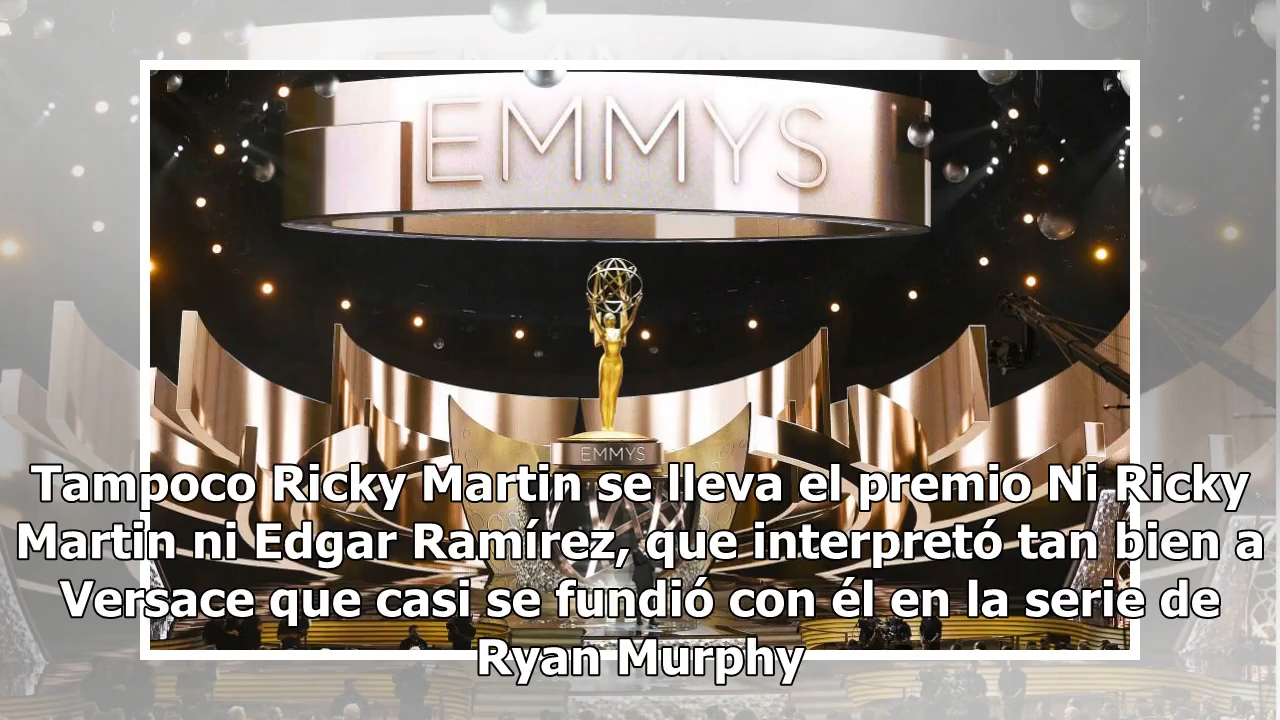 EMMYS
EMMYS
Tampoco Ricky Martin se lleva el premio Ni Ricky
Martin ni Edgar Ramírez, que interpretó tan bien a
Versace que casi se fundió con él en la serie de
Ryan Murphy